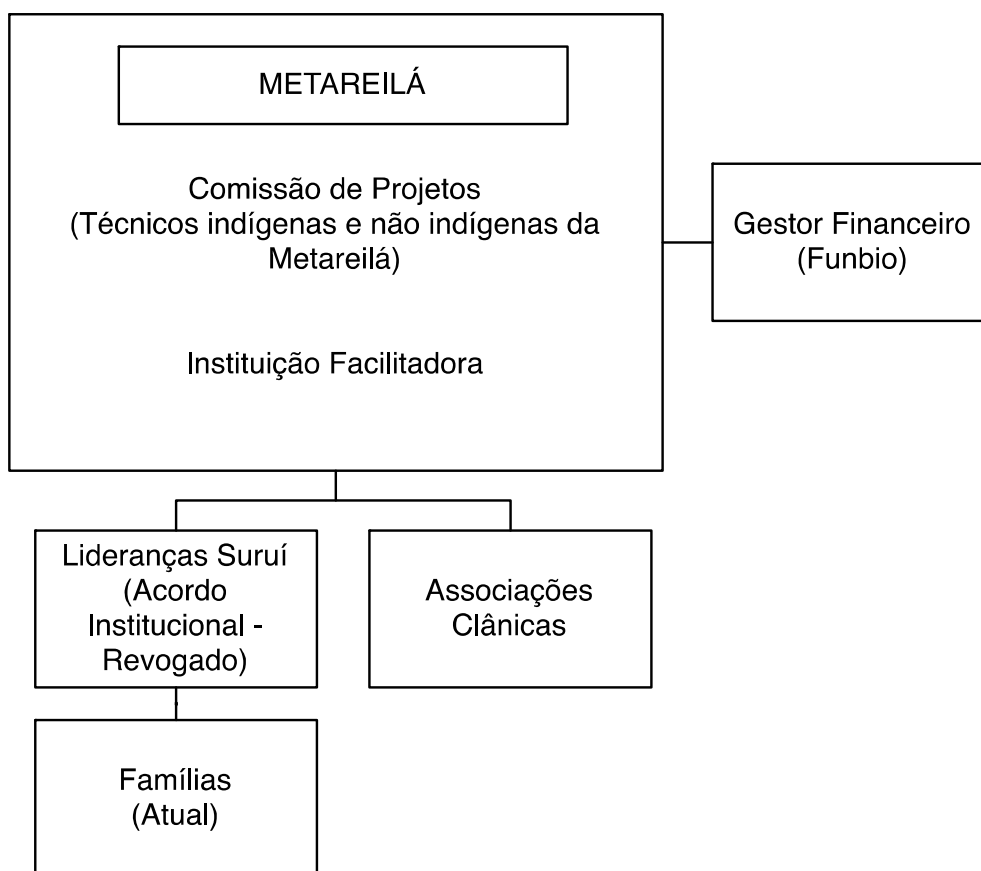 METAREILÁ
Comissão de Projetos
(Técnicos indígenas e não indígenas da
Metareilá)
Instituição Facilitadora
Gestor Financeiro
(Funbio)
Lideranças Suruí
(Acordo
Institucional -
Revogado)
Associações
Clânicas
Famílias
(Atual)